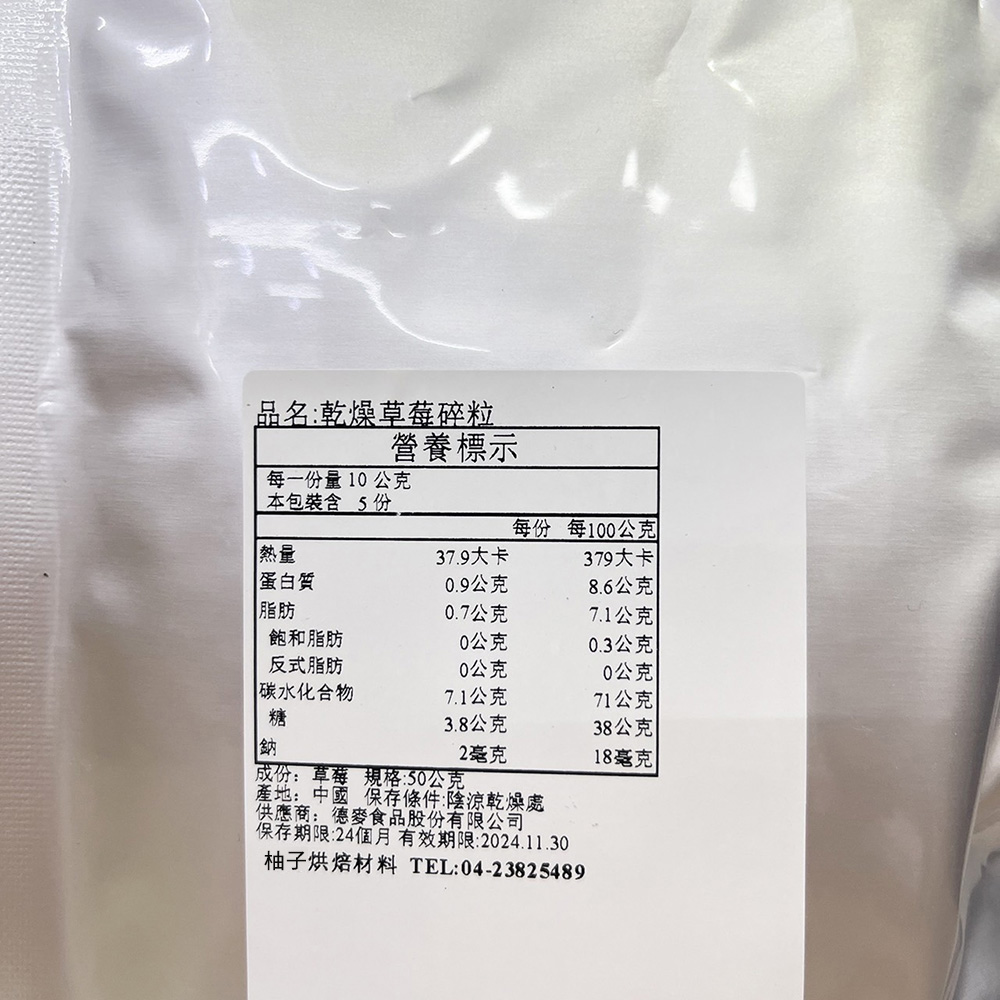 品名:乾燥草莓碎粒
營養標示
每一份量 10 公克
本包裝含 5 份
每份 每100公克
熱量 37.9大卡 379大卡
蛋白質 0.9公克 8.6公克
脂肪 0.7公克 7.1公克
飽和脂肪 0公克 0.3公克
反式脂肪 0公克 0公克
碳水化合物 7.1公克 71公克
糖 3.8公克 38公克
鈉 2毫克 18毫克
成份：草莓 規格:50公克
產地：中國 保存條件:陰涼乾燥處
供應商：德麥食品股份有限公司
保存期限:24個月 有效期限:2024.11.30
柚子烘焙材料 TEL:04-23825489